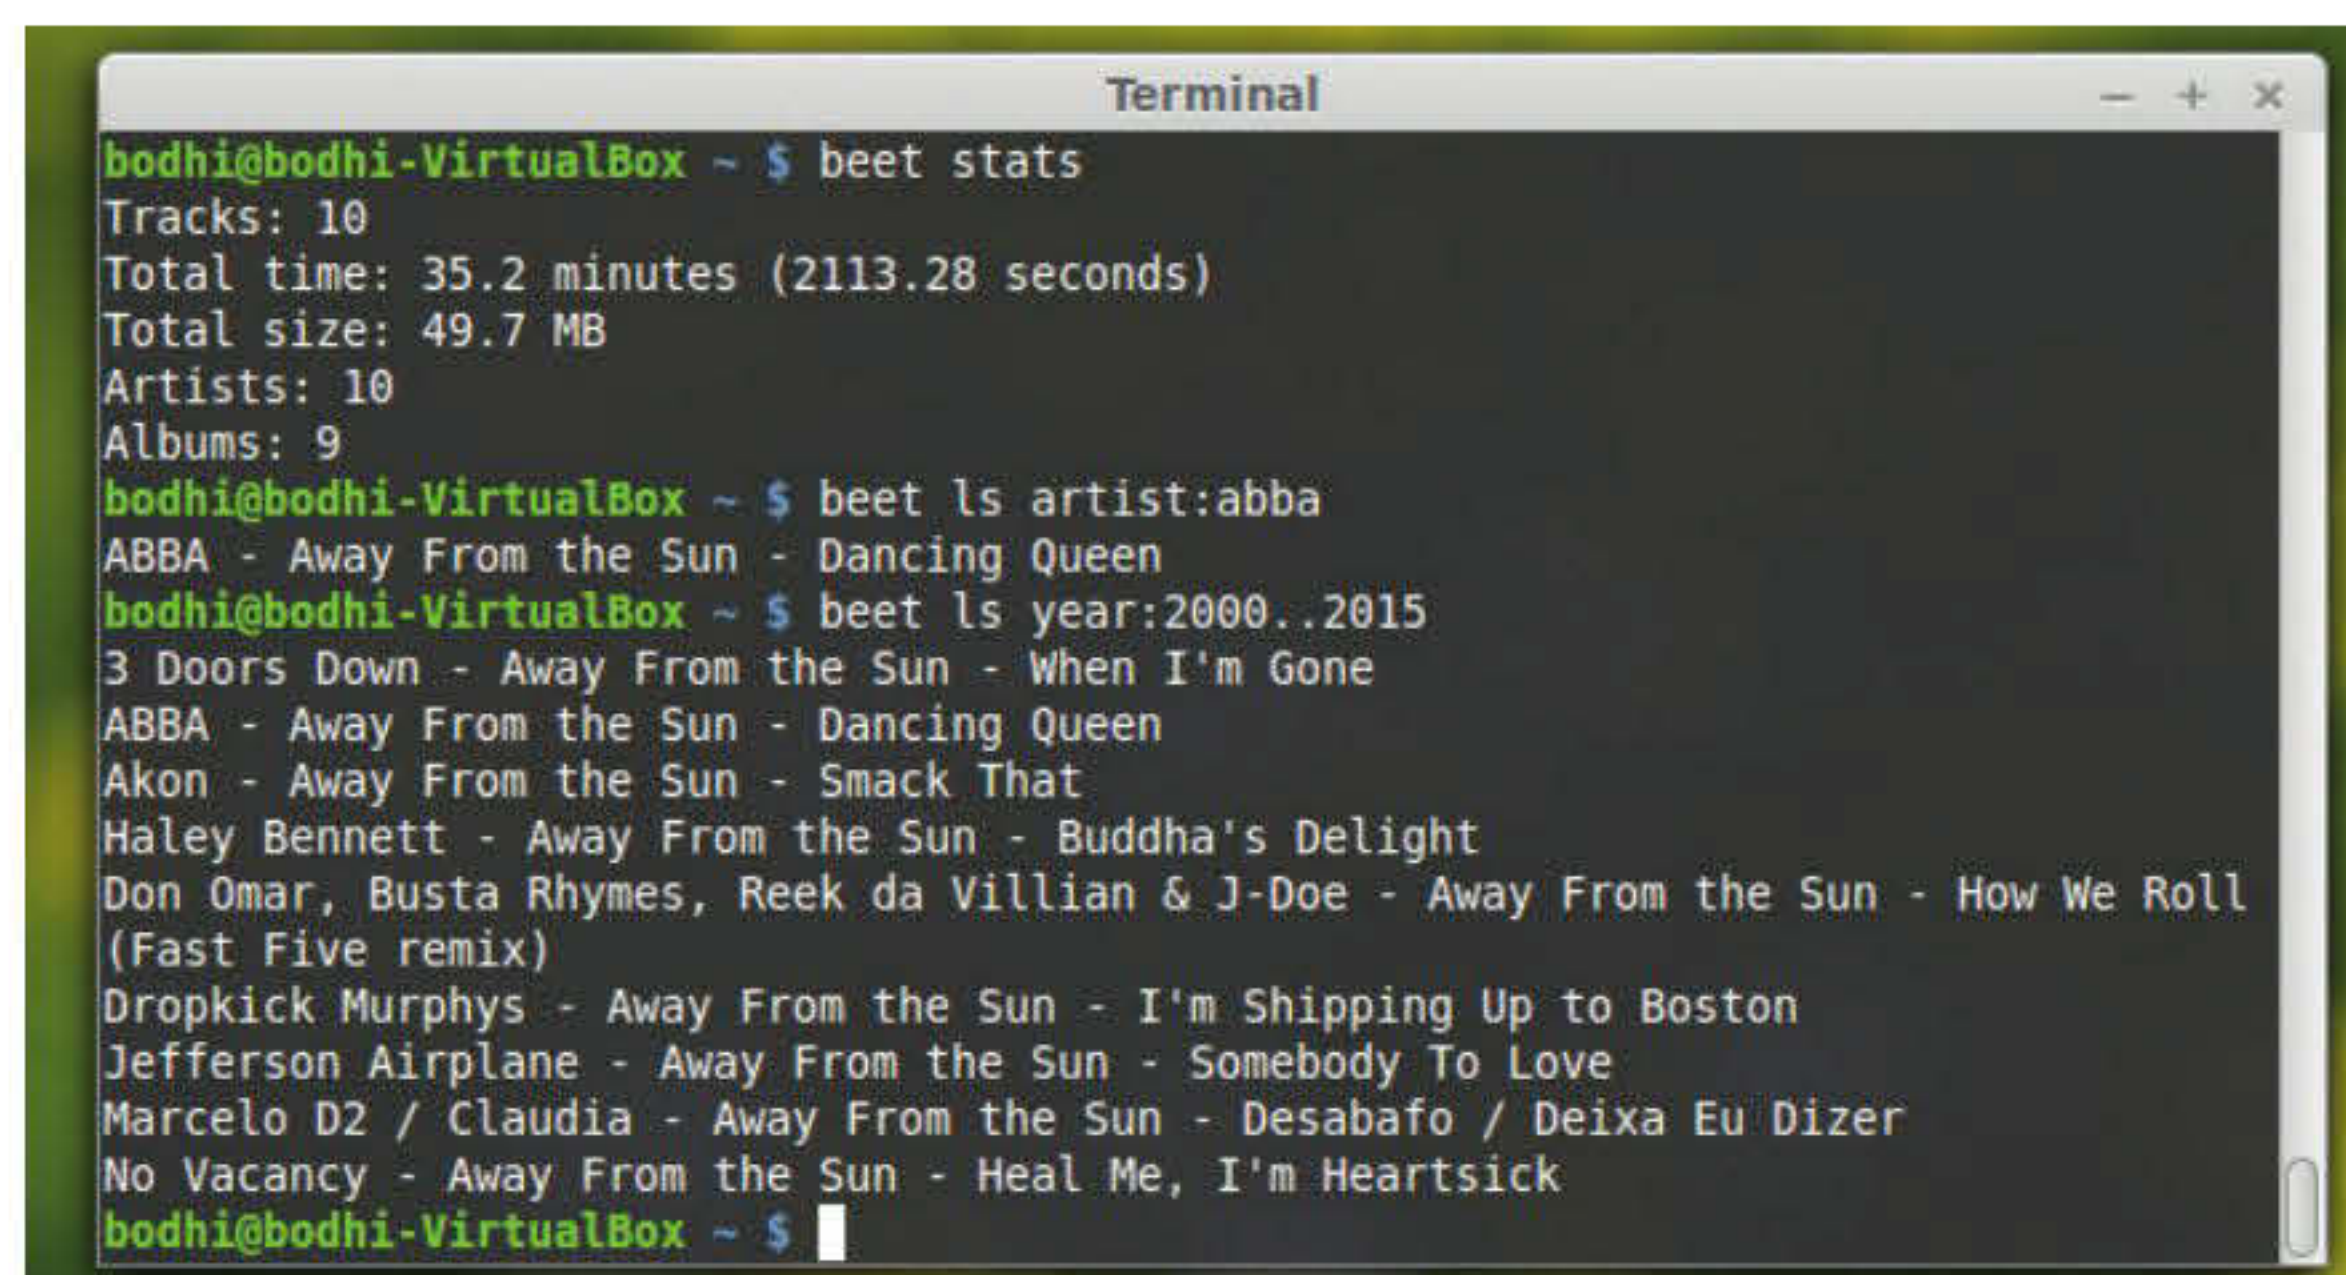 Terminal
bodhi@bodhi-VirtualBox ~ $ beet stats
Tracks: 10
Total time: 35.2 minutes (2113.28 seconds)
Total size: 49.7 MB
Artists: 10
Albums: 9
bodhi@bodhi-VirtualBox ~ $ beet ls artist:abba
ABBA - Away From the Sun - Dancing Queen
bodhi@bodhi-VirtualBox ~ $ beet ls year:2000..2015
3 Doors Down - Away From the Sun - When I'm Gone
ABBA - Away From the Sun - Dancing Queen
Akon - Away From the Sun - Smack That
Haley Bennett - Away From the Sun - Buddha's Delight
Don Omar, Busta Rhymes, Reek da Villian & J-Doe - Away From the Sun - How We Roll
(Fast Five remix)
Dropkick Murphys - Away From the Sun - I'm Shipping Up to Boston
Jefferson Airplane - Away From the Sun - Somebody To Love
Marcelo D2 / Claudia - Away From the Sun - Desabafo / Deixa Eu Dizer
No Vacancy - Away From the Sun - Heal Me, I'm Heartsick
bodhi@bodhi-VirtualBox ~ $